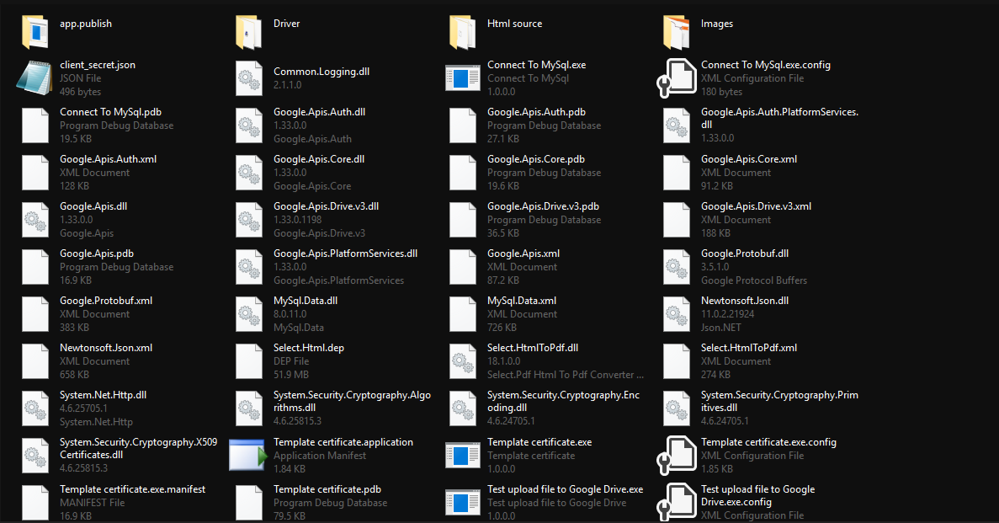 app.publish
Driver
Html source
Images
client_secret.json
JSON File
496 bytes
Common.Logging.dll
2.1.1.0
Connect To MySql.exe
Connect To MySql
1.0.0.0
Connect To MySql.exe.config
XML Configuration File
180 bytes
Connect To MySql.pdb
Program Debug Database
19.5 KB
Google.Apis.Auth.dll
1.33.0.0
Google.Apis.Auth
Google.Apis.Auth.pdb
Program Debug Database
27.1 KB
Google.Apis.Auth.PlatformServices.
dll
1.33.0.0
Google.Apis.Auth.xml
XML Document
128 KB
Google.Apis.Core.dll
1.33.0.0
Google.Apis.Core
Google.Apis.Core.pdb
Program Debug Database
19.6 KB
Google.Apis.Core.xml
XML Document
91.2 KB
Google.Apis.dll
1.33.0.0
Google.Apis
Google.Apis.Drive.v3.dll
1.33.0.1198
Google.Apis.Drive.v3
Google.Apis.Drive.v3.pdb
Program Debug Database
36.5 KB
Google.Apis.Drive.v3.xml
XML Document
188 KB
Google.Apis.pdb
Program Debug Database
16.9 KB
Google.Apis.PlatformServices.dll
1.33.0.0
Google.Apis.PlatformServices
Google.Apis.xml
XML Document
87.2 KB
Google.Protobuf.dll
3.5.1.0
Google Protocol Buffers
Google.Protobuf.xml
XML Document
383 KB
MySql.Data.dll
8.0.11.0
MySql.Data
MySql.Data.xml
XML Document
726 KB
Newtonsoft.Json.dll
11.0.2.21924
Json.NET
Newtonsoft.Json.xml
XML Document
658 KB
Select.Html.dep
DEP File
51.9 MB
Select.HtmlToPdf.dll
18.1.0.0
Select.Pdf Html To Pdf Converter ...
Select.HtmlToPdf.xml
XML Document
274 KB
System.Net.Http.dll
4.6.25705.1
System.Net.Http
System.Security.Cryptography.Algo
rithms.dll
4.6.25815.3
System.Security.Cryptography.Enc
oding.dll
4.6.24705.1
System.Security.Cryptography.Prim
itives.dll
4.6.24705.1
System.Security.Cryptography.X509
Certificates.dll
4.6.25815.3
Template certificate.application
Application Manifest
1.84 KB
Template certificate.exe
Template certificate
1.0.0.0
Template certificate.exe.config
XML Configuration File
1.85 KB
Template certificate.exe.manifest
MANIFEST File
16.9 KB
Template certificate.pdb
Program Debug Database
79.5 KB
Test upload file to Google Drive.exe
Test upload file to Google Drive
1.0.0.0
Test upload file to Google
Drive.exe.config
XML Configuration File